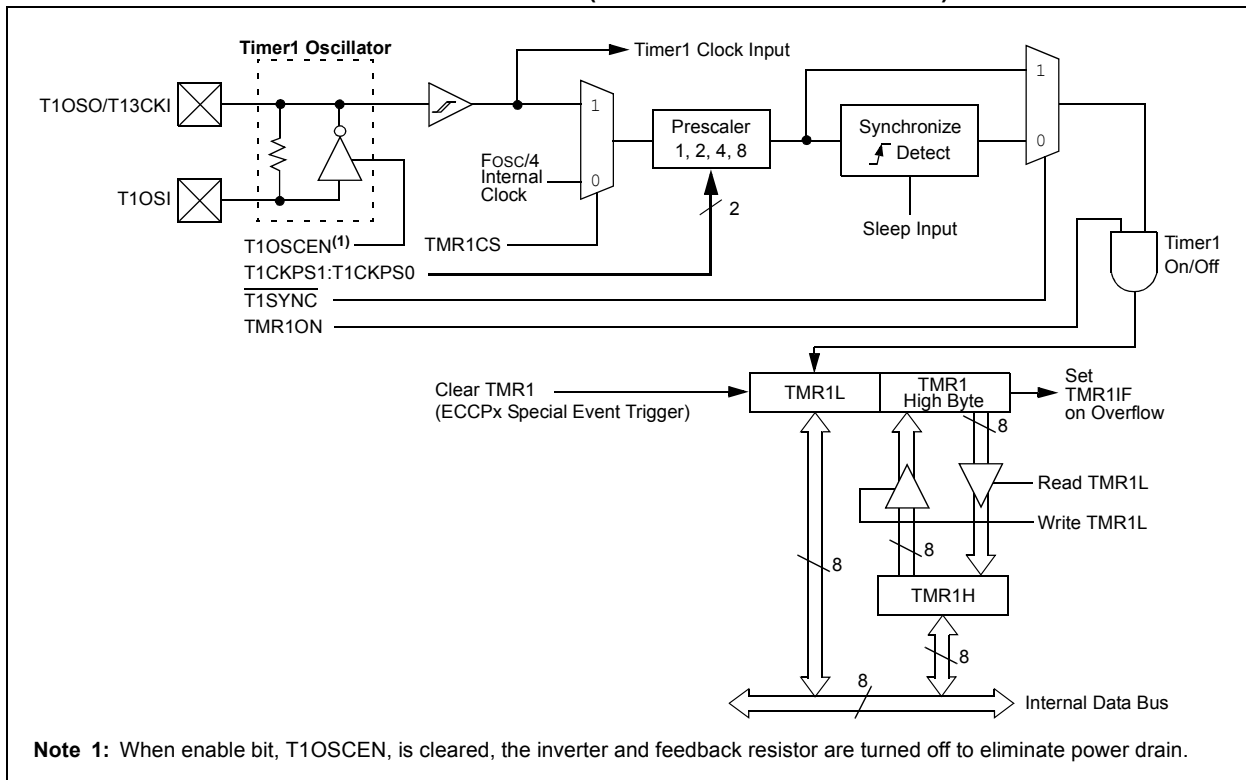 Timer1 Oscillator
Timer1 Clock Input
T1OSO/T13CKI
1
1
Prescaler
1, 2, 4, 8
Synchronize
Detect
0
FOSC/4
Internal
Clock
0
T1OSI
2
Sleep Input
T1OSCEN(1)
TMR1CS
Timer1
On/Off
T1CKPS1:T1CKPS0
T1SYNC
TMR1ON
Clear TMR1
(ECCPx Special Event Trigger)
TMR1L
TMR1
High Byte
Set
TMR1IF
on Overflow
8
Read TMR1L
Write TMR1L
8
8
TMR1H
8
8
Internal Data Bus
Note 1: When enable bit, T1OSCEN, is cleared, the inverter and feedback resistor are turned off to eliminate power drain.